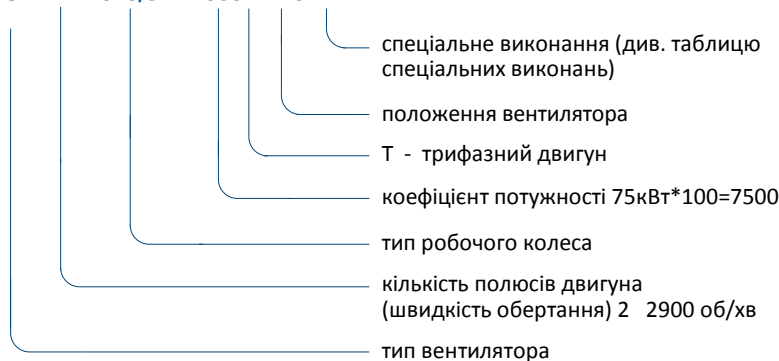 спеціальне виконання (див. таблицю
спеціальних виконань)
положення вентилятора
Т - трифазний двигун
коефіцієнт потужності 75кВт*100=7500
тип робочого колеса
кількість полюсів двигуна
(швидкість обертання) 2 2900 об/хв
тип вентилятора